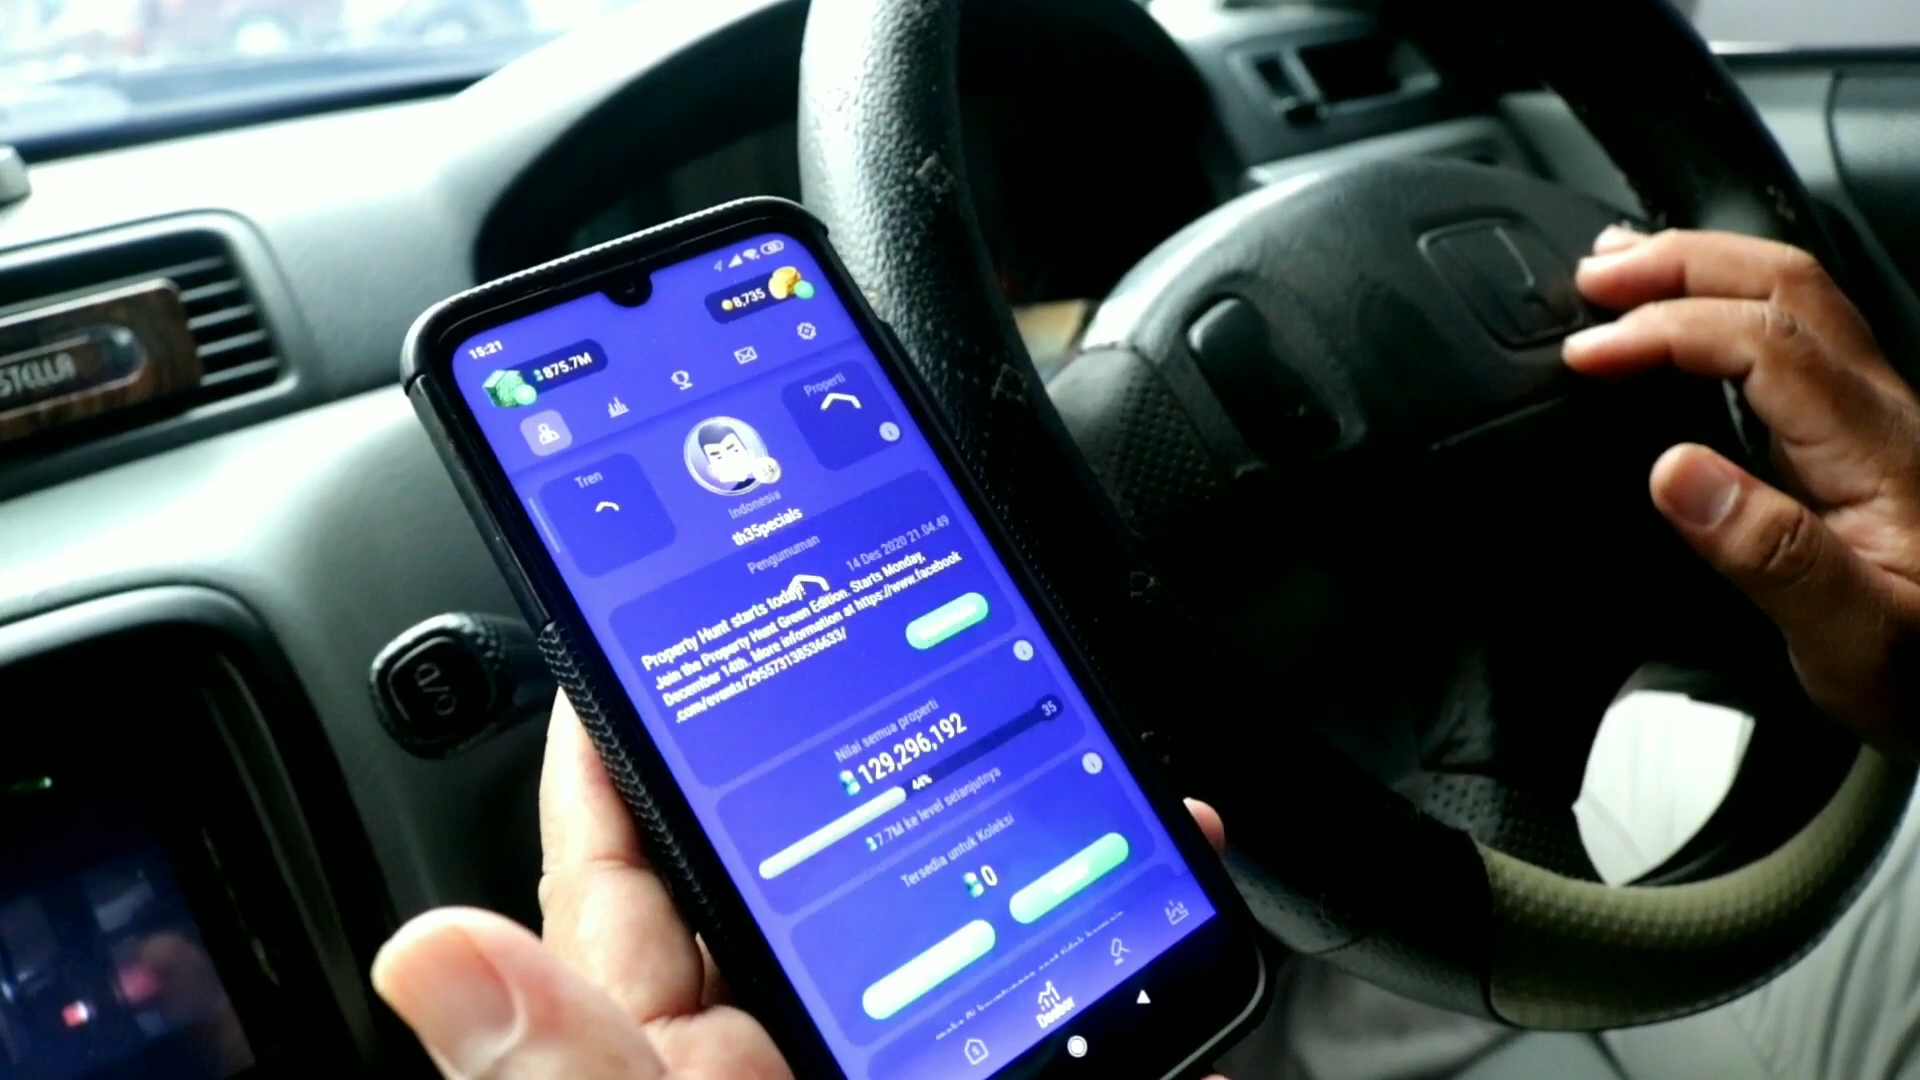 15:21
875.7M
8,735
Tren
Properti
Indonesia
th35pecials
Pengumuman
14 Des 2020 21.04.49
Property Hunt starts today!
Join the Property Hunt Green Edition. Starts Monday,
December 14th. More information at https://www.facebook
.com/events/295573138536633/
Nilai semua properti
129,296,192
35
44%
7.7M ke level selanjutnya
Tersedia untuk Koleksi
0
STELLA
O/D